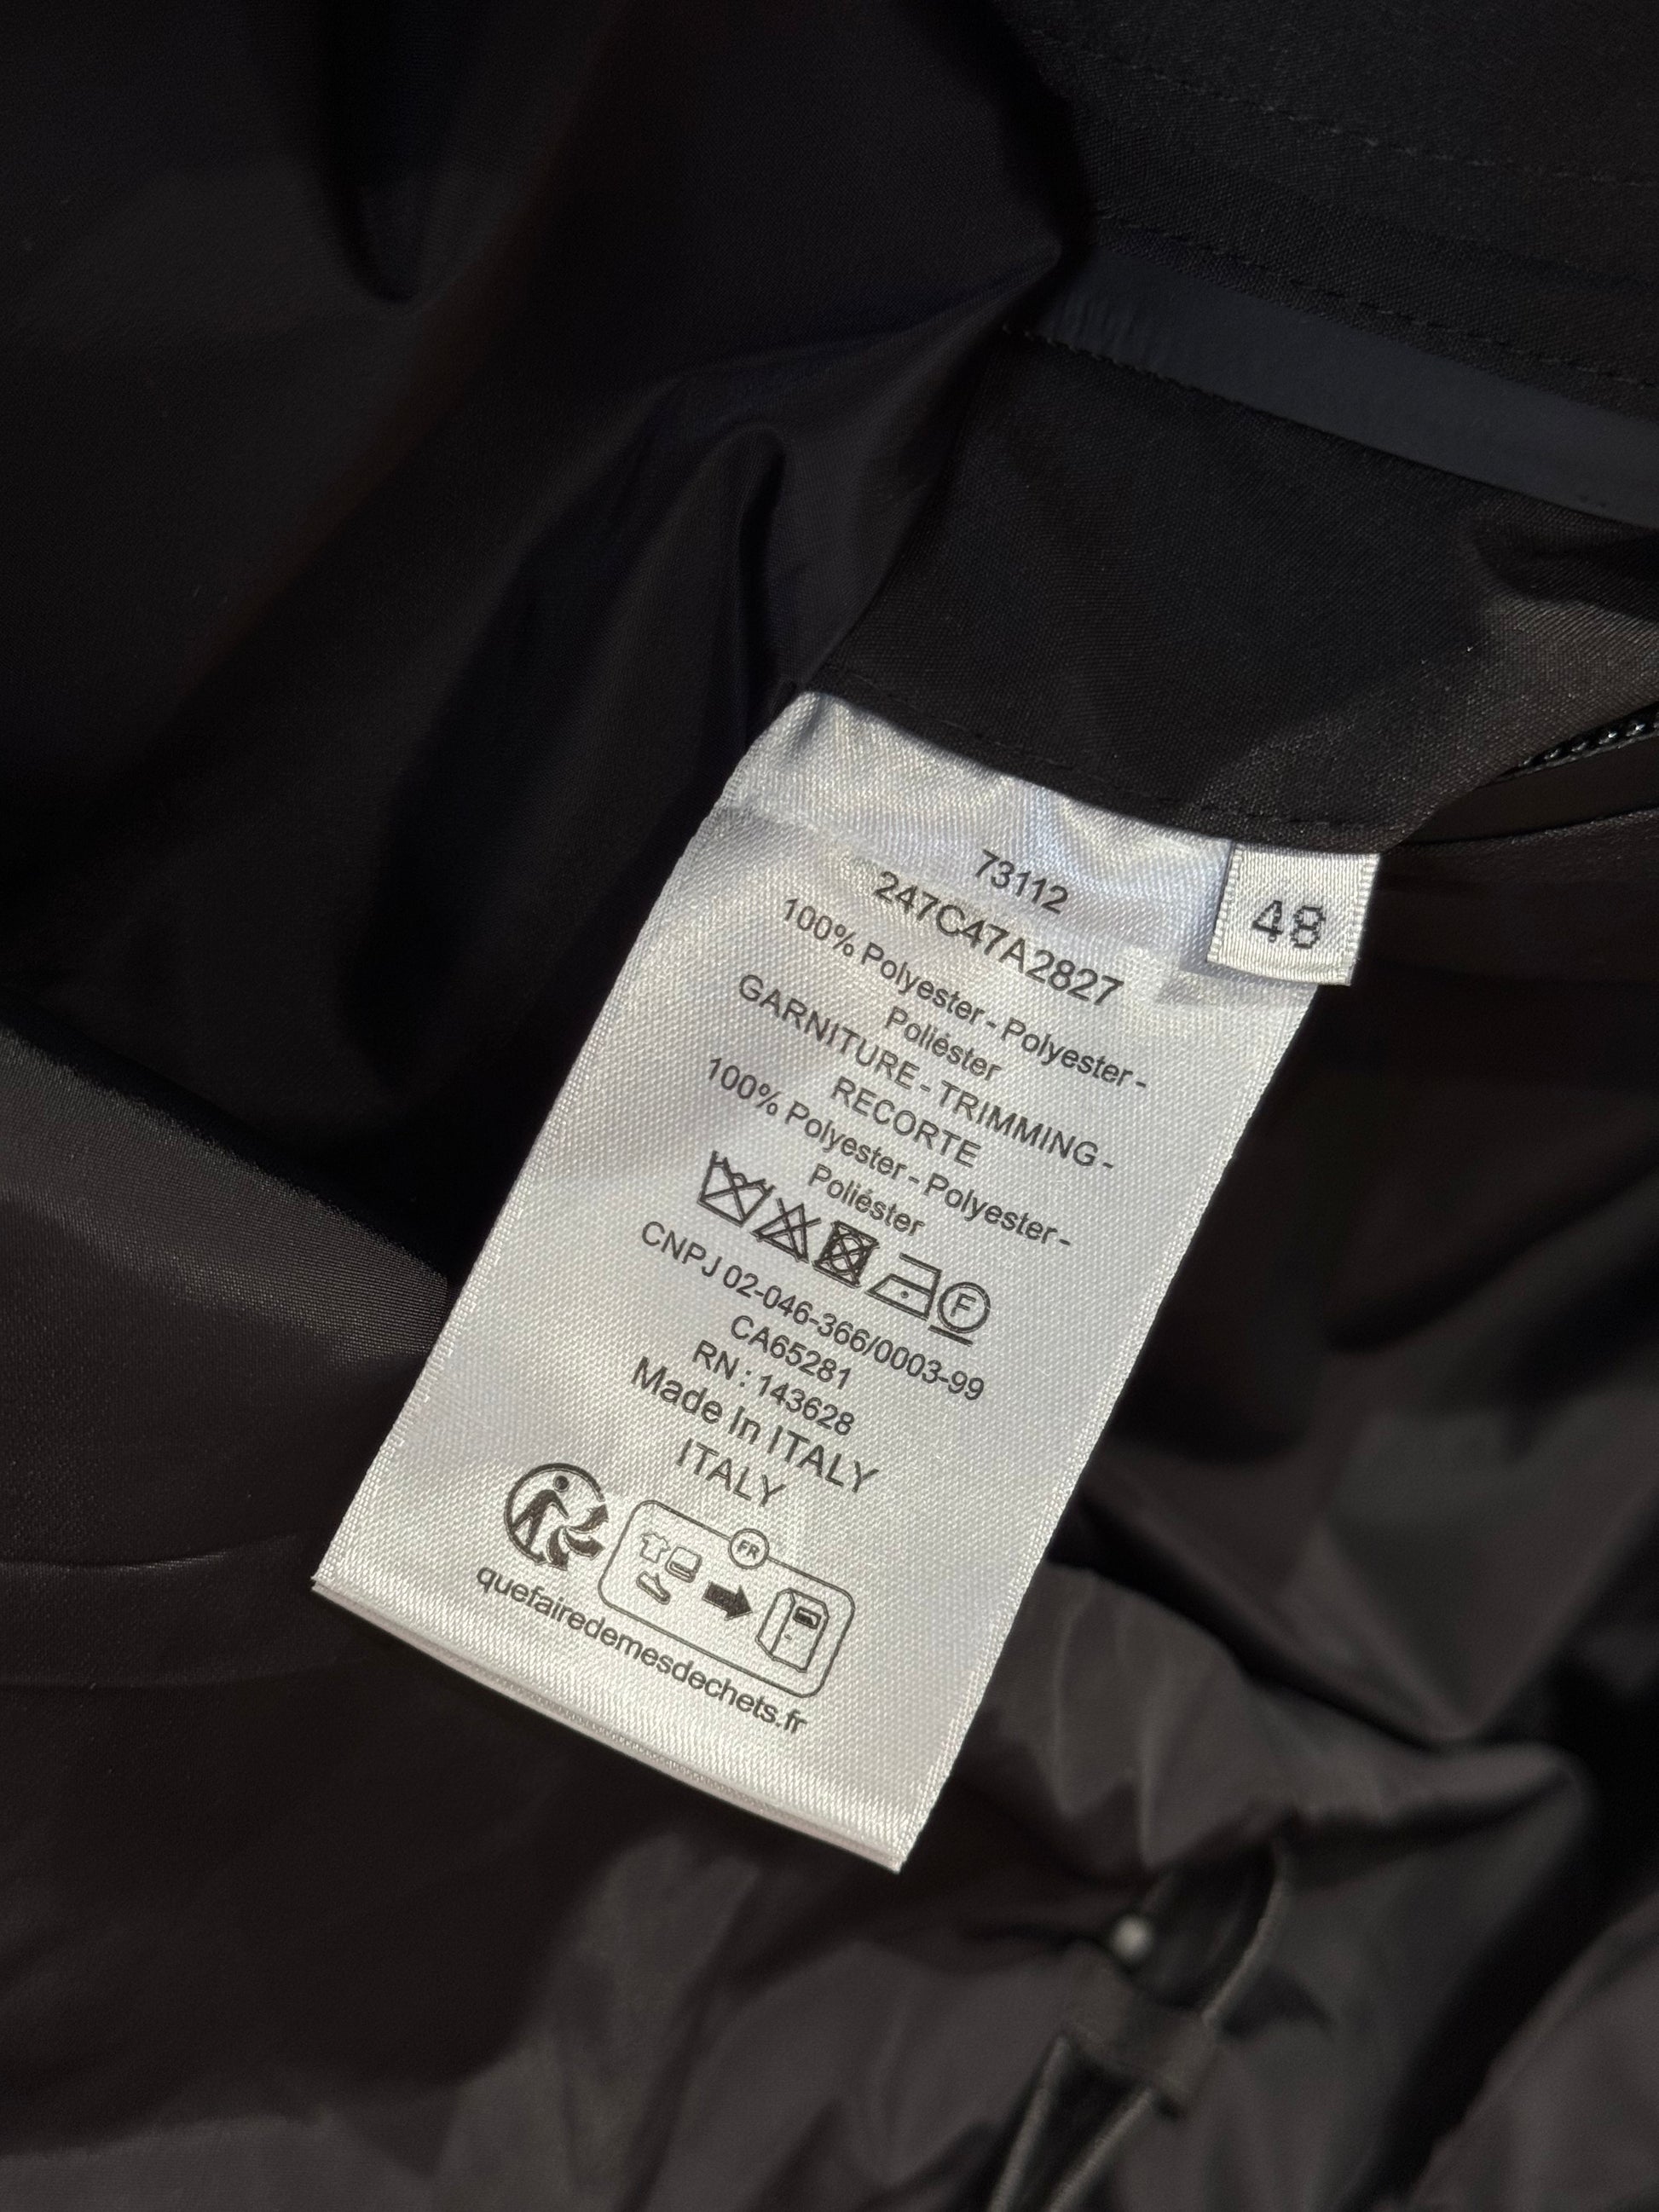 73112
247C47A2827
48
100% Polyester - Polyester -
Poliéster
GARNITURE - TRIMMING -
RECORTE
100% Polyester - Polyester -
Poliéster
F
CNPJ 02-046-366/0003-99
CA65281
RN : 143628
Made In ITALY
ITALY
FR
quefairedemesdechets.fr